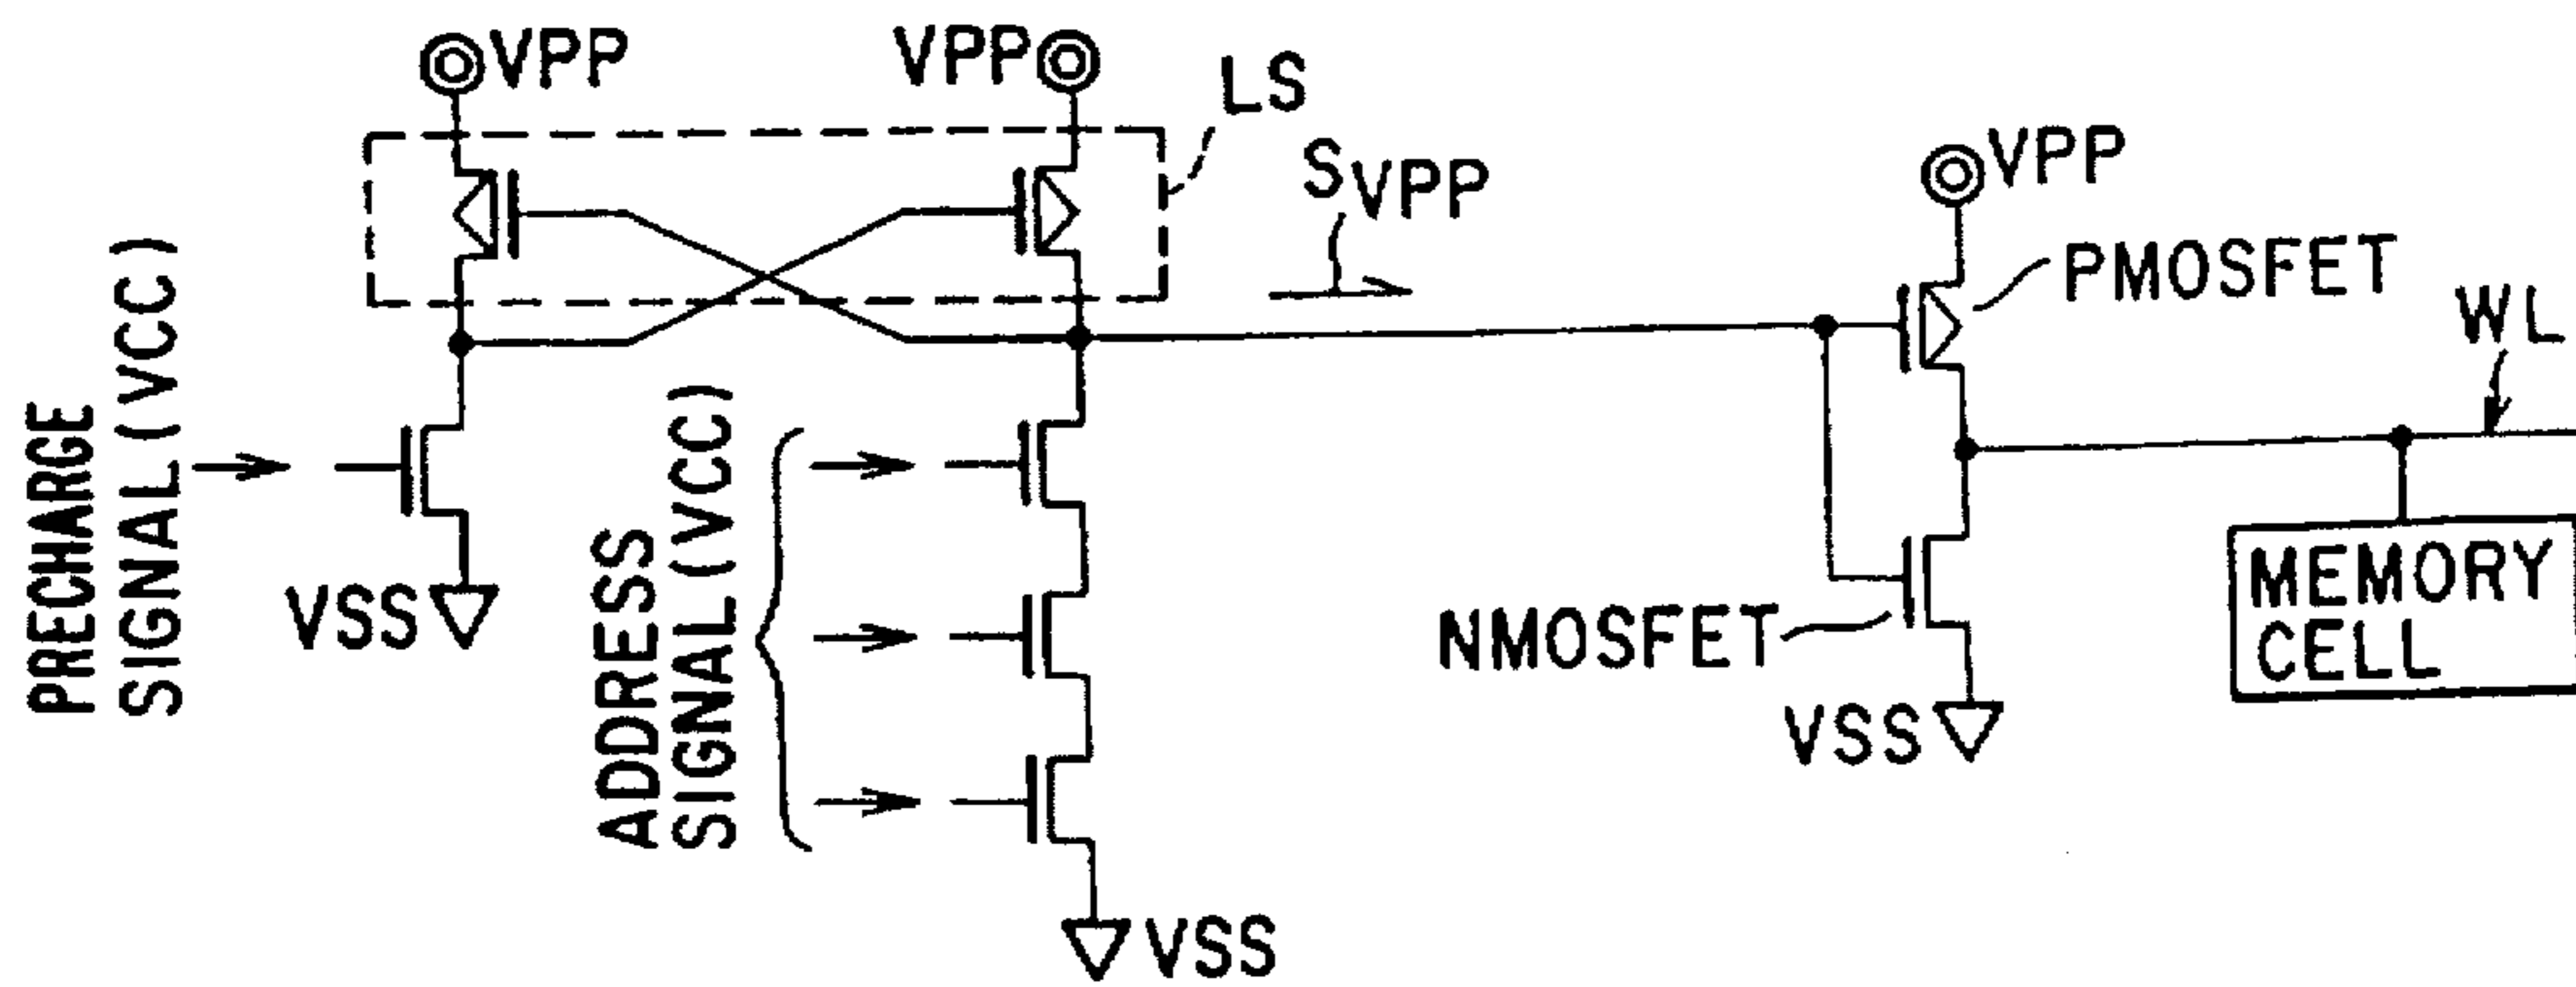 VPP
VPP
LS
SVPP
VPP
PMOSFET
WL
PRECHARGE
SIGNAL(VCC)
ADDRESS
SIGNAL(VCC)
VSS
NMOSFET
MEMORY
CELL
VSS
VSS